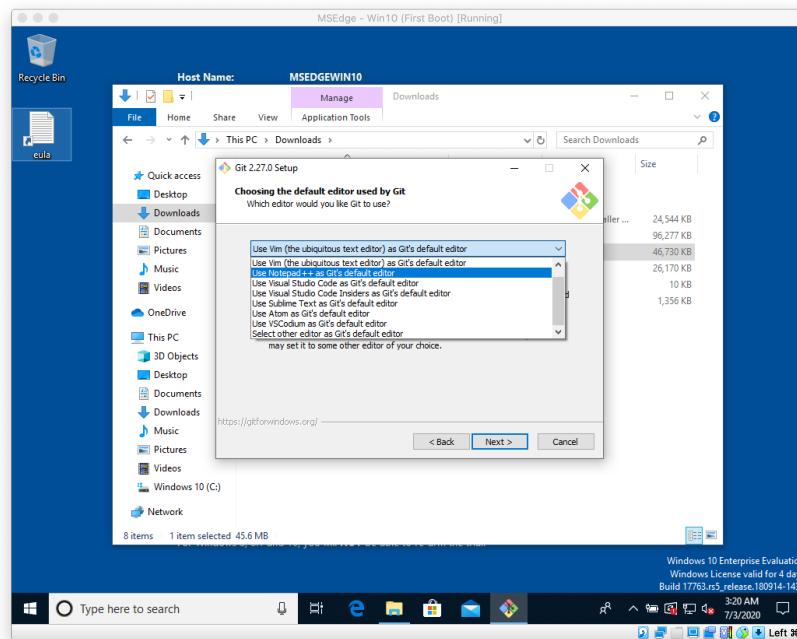 MSEdge - Win10 (First Boot) [Running]
Recycle Bin
eula
Host Name: MSEDGEWIN10
Manage
Downloads
File Home Share View Application Tools
This PC > Downloads >
Search Downloads
Size
Quick access
Desktop
Downloads
Documents
Pictures
Music
Videos
OneDrive
This PC
3D Objects
Desktop
Documents
Downloads
Music
Pictures
Videos
Windows 10 (C:)
Network
8 items 1 item selected 45.6 MB
24,544 KB
96,277 KB
46,730 KB
26,170 KB
10 KB
1,356 KB
Git 2.27.0 Setup
Choosing the default editor used by Git
Which editor would you like Git to use?
Use Vim (the ubiquitous text editor) as Git's default editor
Use Vim (the ubiquitous text editor) as Git's default editor
Use Notepad++ as Git's default editor
Use Visual Studio Code as Git's default editor
Use Visual Studio Code Insiders as Git's default editor
Use Sublime Text as Git's default editor
Use Atom as Git's default editor
Use VSCodium as Git's default editor
Select other editor as Git's default editor
may set it to some other editor of your choice.
https://gitforwindows.org/
< Back Next > Cancel
Windows 10 Enterprise
Windows License valid for 4
Build 17763.rs5_release.180914-14
Type here to search
3:20 AM
7/3/2020
Left ⌘